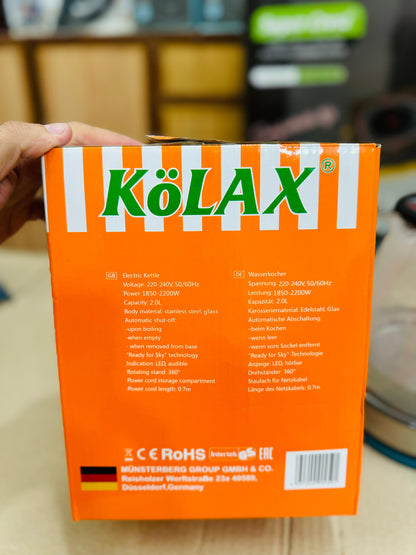 KöLAX®
GB Electric Kettle
Voltage: 220-240V, 50/60Hz
Power: 1850-2200W
Capacity: 2.0L
Body material: stainless steel, glass
Automatic shut-off:
-upon boiling
-when empty
- when removed from base
"Ready for Sky" technology
Indication: LED, audible
Rotating stand: 360°
Power cord storage compartment
Power cord length: 0.7m
DE Wasserkocher
Spannung: 220-240V, 50/60Hz
Leistung: 1850-2200W
Kapazität: 2.0L
Karosseriematerial: Edelstahl, Glas
Automatische Abschaltung:
-beim Kochen
-wenn leer
-wenn vom Sockel entfernt
"Ready for Sky"-Technologie
Anzeige: LED, hörbar
Drehständer: 360°
Staufach für Netzkabel
Länge des Netzkabels: 0,7m
CE RoHS Intertek GS EAC
MÜNSTERBERG GROUP GMBH & CO.
Reisholzer Werftstraße 23a 40589,
Düsseldorf,Germany